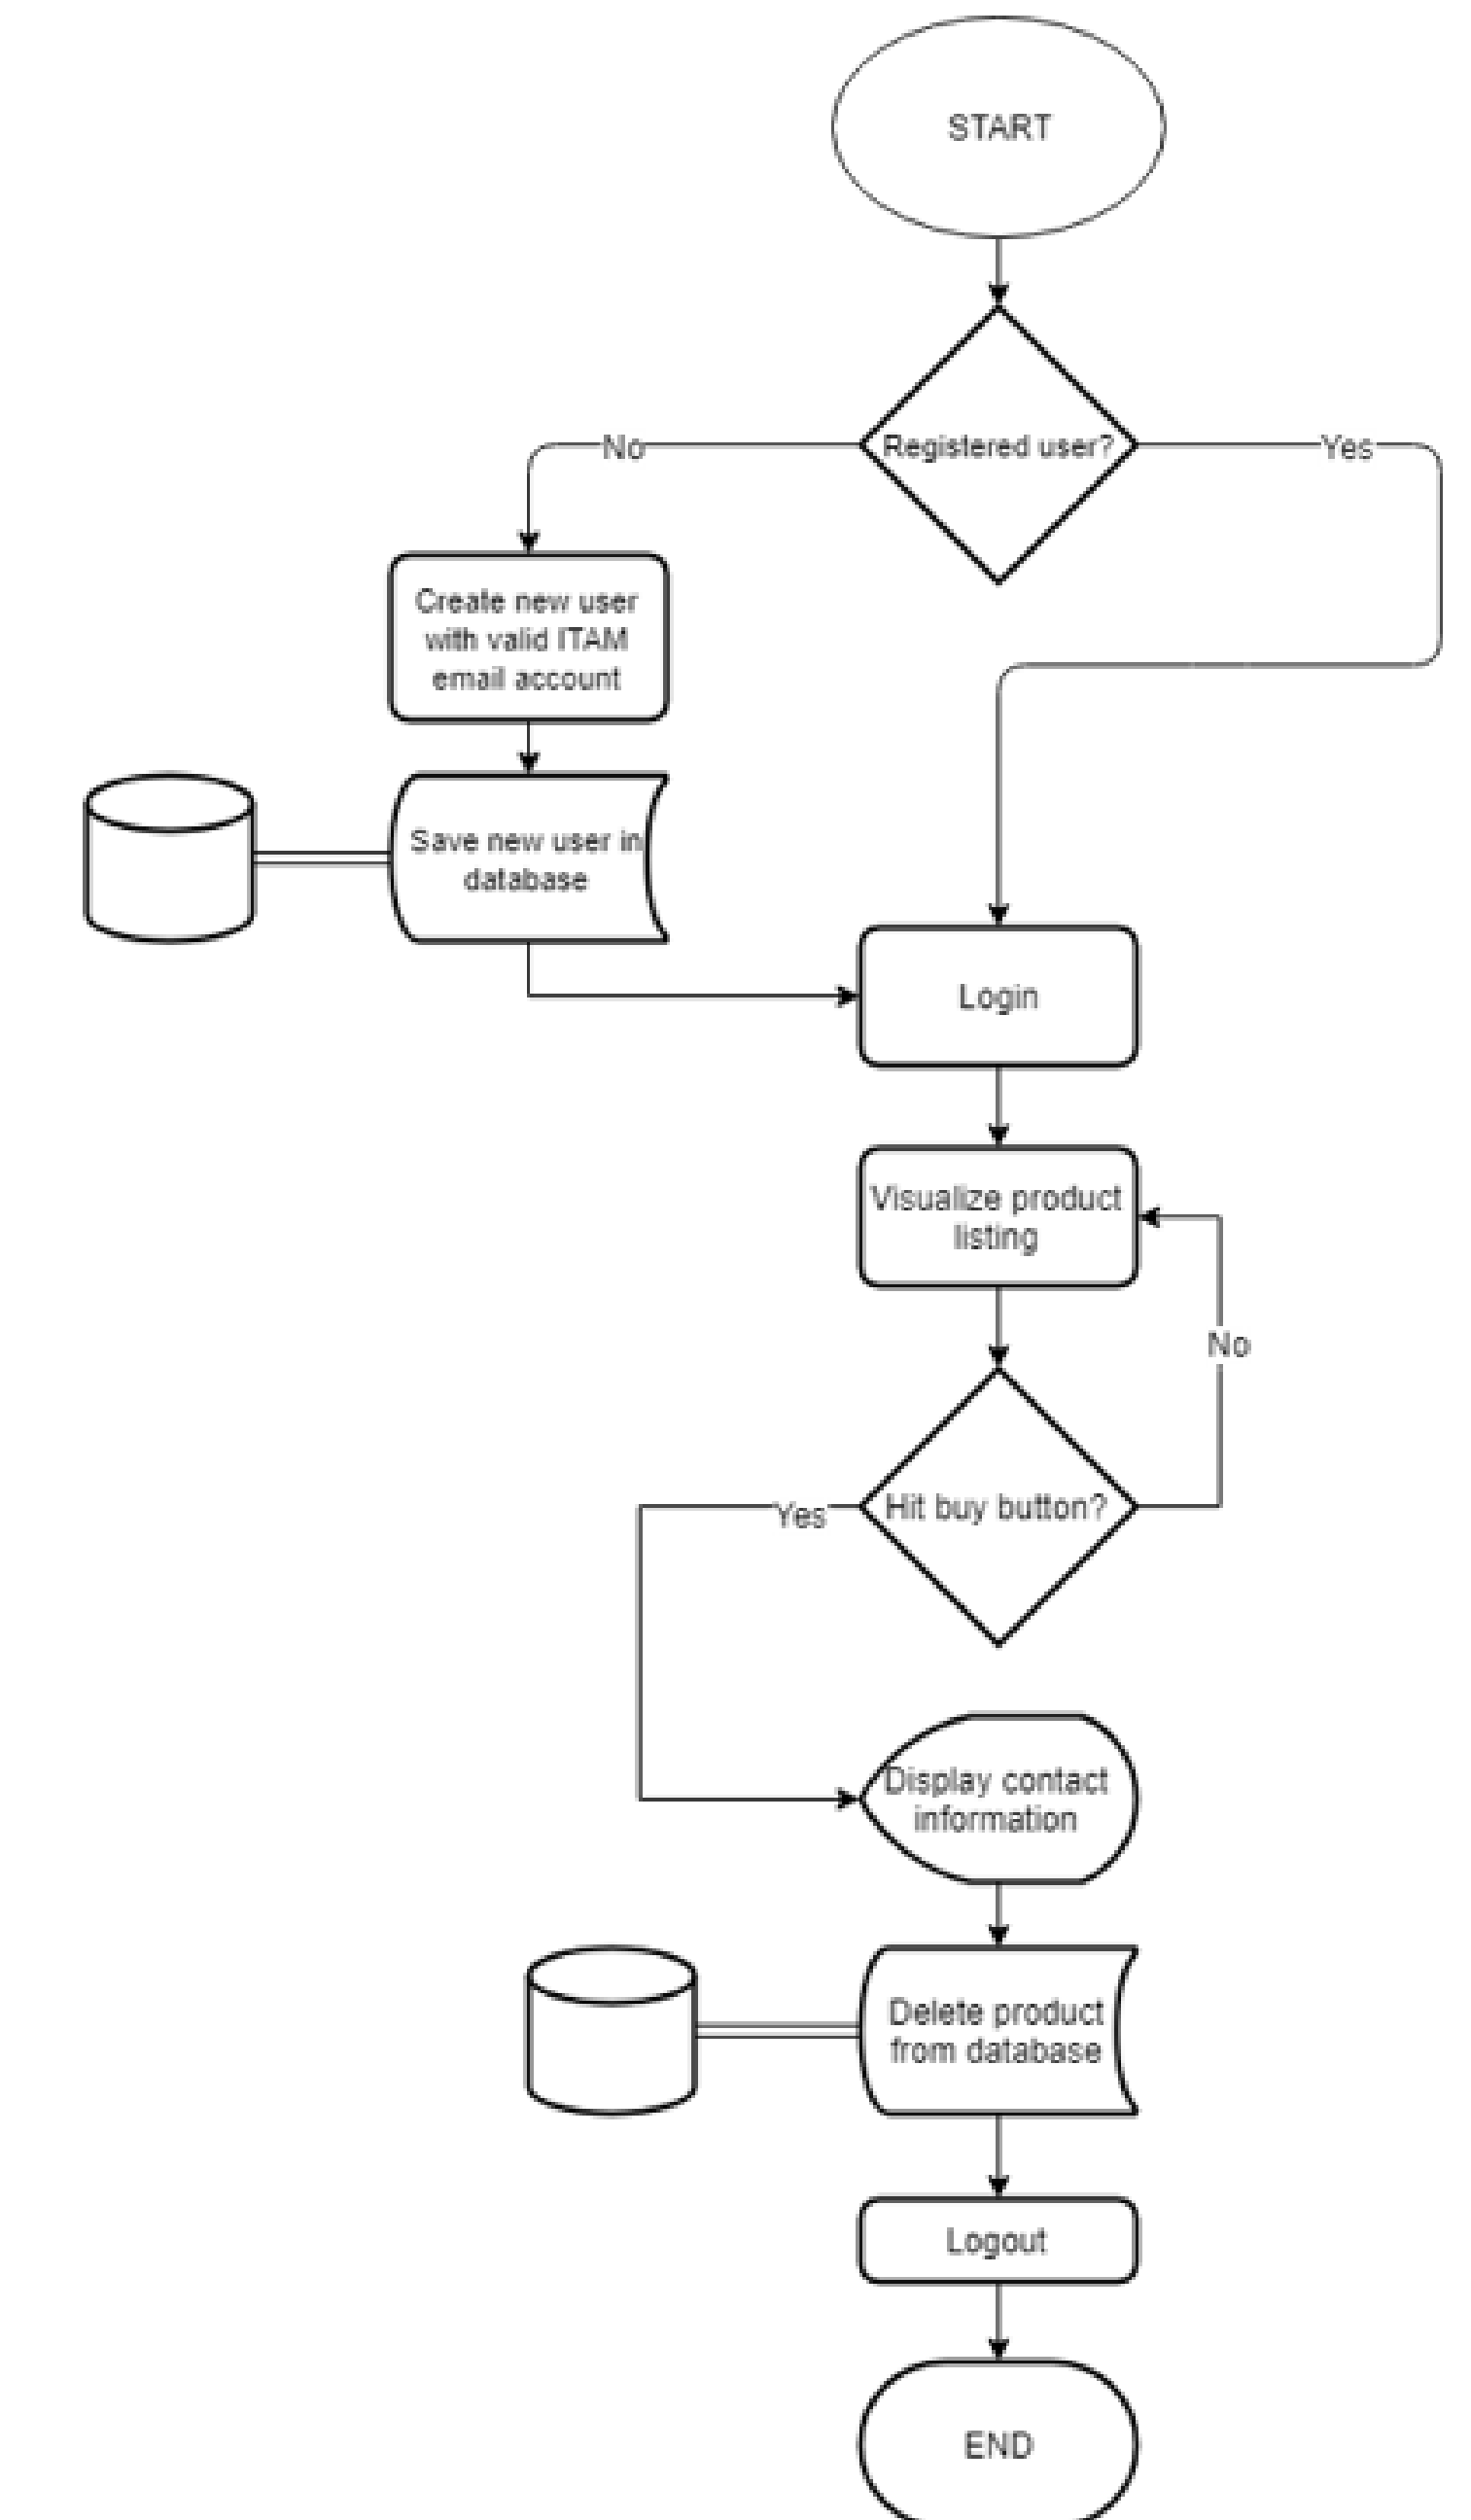 START
Registered user?
No
Yes
Create new user
with valid ITAM
email account
Save new user in
database
Login
Visualize product
listing
No
Hit buy button?
Yes
Display contact
information
Delete product
from database
Logout
END